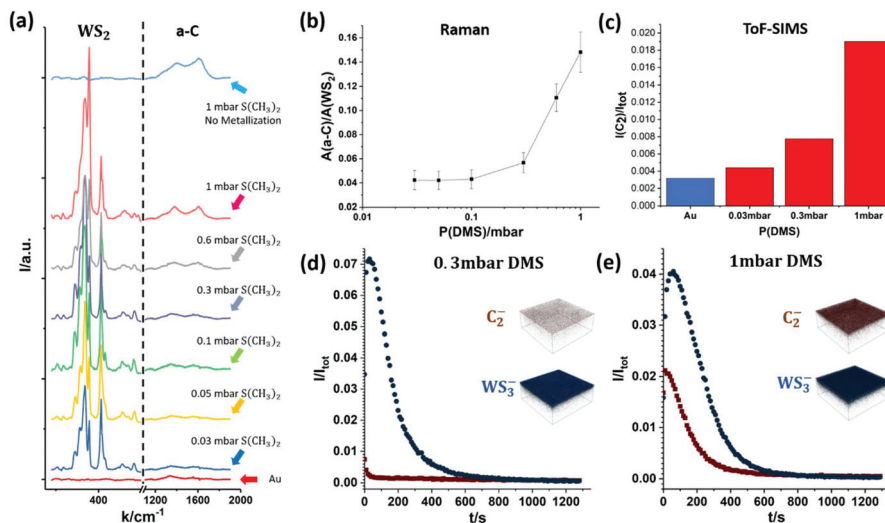 (a)
WS₂
a-C
1 mbar S(CH₃)₂
No Metallization
1 mbar S(CH₃)₂
0.6 mbar S(CH₃)₂
0.3 mbar S(CH₃)₂
0.1 mbar S(CH₃)₂
0.05 mbar S(CH₃)₂
0.03 mbar S(CH₃)₂
Au
I/a.u.
400
1200
1600
2000
k/cm⁻¹
(b)
Raman
A(a-C)/A(WS₂)
0.16
0.14
0.12
0.10
0.08
0.06
0.04
0.01
0.1
1
P(DMS)/mbar
(c)
ToF-SIMS
I(C₂)/Iₜₒₜ
0.020
0.018
0.016
0.014
0.012
0.010
0.008
0.006
0.004
0.002
0.000
Au
0.03mbar
0.3mbar
1mbar
P(DMS)
(d)
0.3mbar DMS
C₂⁻
WS₃⁻
I/Iₜₒₜ
0.07
0.06
0.05
0.04
0.03
0.02
0.01
0.00
0
200
400
600
800
1000
1200
t/s
(e)
1mbar DMS
C₂⁻
WS₃⁻
I/Iₜₒₜ
0.04
0.03
0.02
0.01
0.00
0
200
400
600
800
1000
1200
t/s